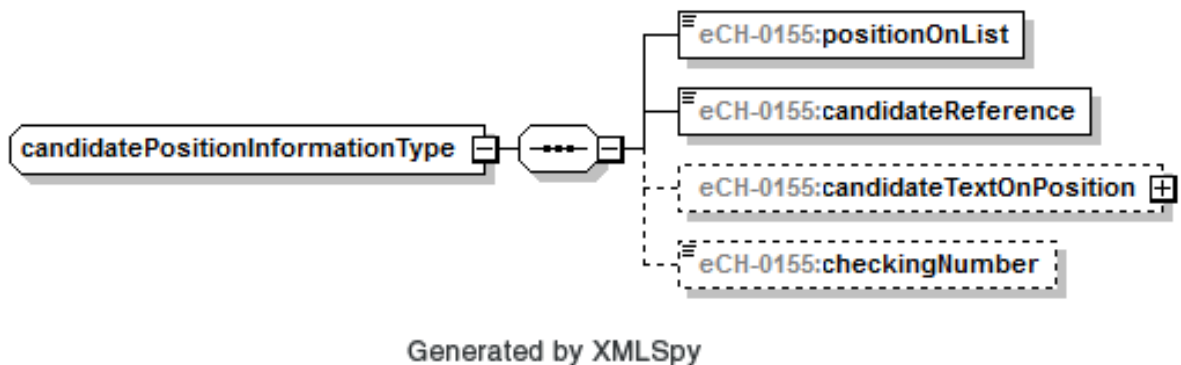 eCH-0155:positionOnList
eCH-0155:candidateReference
candidatePositionInformationType
eCH-0155:candidateTextOnPosition
eCH-0155:checkingNumber
Generated by XMLSpy